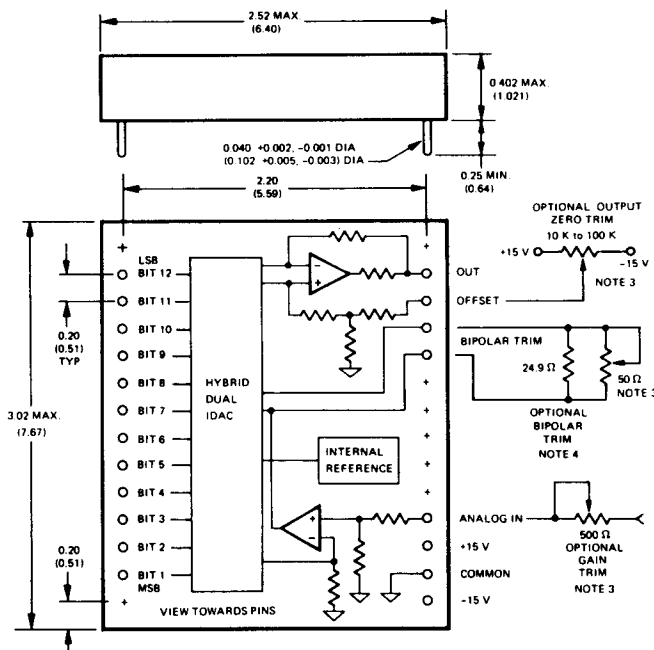 2.52 MAX.
(6.40)
0.402 MAX.
(1.021)
0.040 +0.002, -0.001 DIA
(0.102 +0.005, -0.003) DIA
0.25 MIN.
(0.64)
2.20
(5.59)
OPTIONAL OUTPUT
ZERO TRIM
10 K to 100 K
+15 V
-15 V
NOTE 3
LSB
BIT 12
BIT 11
BIT 10
BIT 9
BIT 8
BIT 7
BIT 6
BIT 5
BIT 4
BIT 3
BIT 2
BIT 1
MSB
0.20
(0.51)
TYP
3.02 MAX.
(7.67)
0.20
(0.51)
HYBRID
DUAL
IDAC
INTERNAL
REFERENCE
- 
+
+
-
OUT
OFFSET
BIPOLAR TRIM
24.9 Ω
50 Ω
NOTE 3
OPTIONAL
BIPOLAR
TRIM
NOTE 4
ANALOG IN
+15 V
COMMON
-15 V
500 Ω
OPTIONAL
GAIN
TRIM
NOTE 3
VIEW TOWARDS PINS